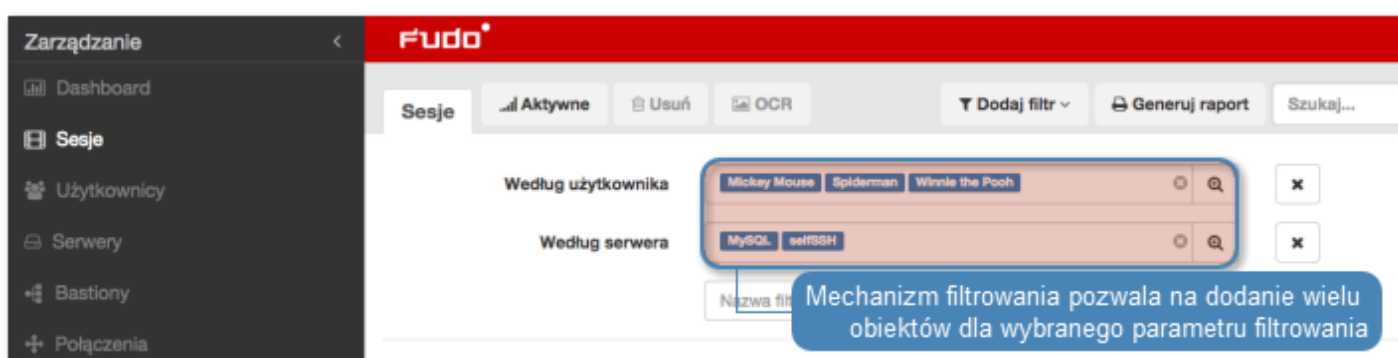 Zarządzanie
Fudo
Dashboard
Sesje
Aktywne
Usuń
OCR
Dodaj filtr
Generuj raport
Szukaj...
Sesje
Użytkownicy
Według użytkownika
Mickey Mouse
Spiderman
Winnie the Pooh
Serwery
Według serwera
MySQL
selfSSH
Bastiony
Nazwa
Mechanizm filtrowania pozwala na dodanie wielu
obiektów dla wybranego parametru filtrowania
Połączenia